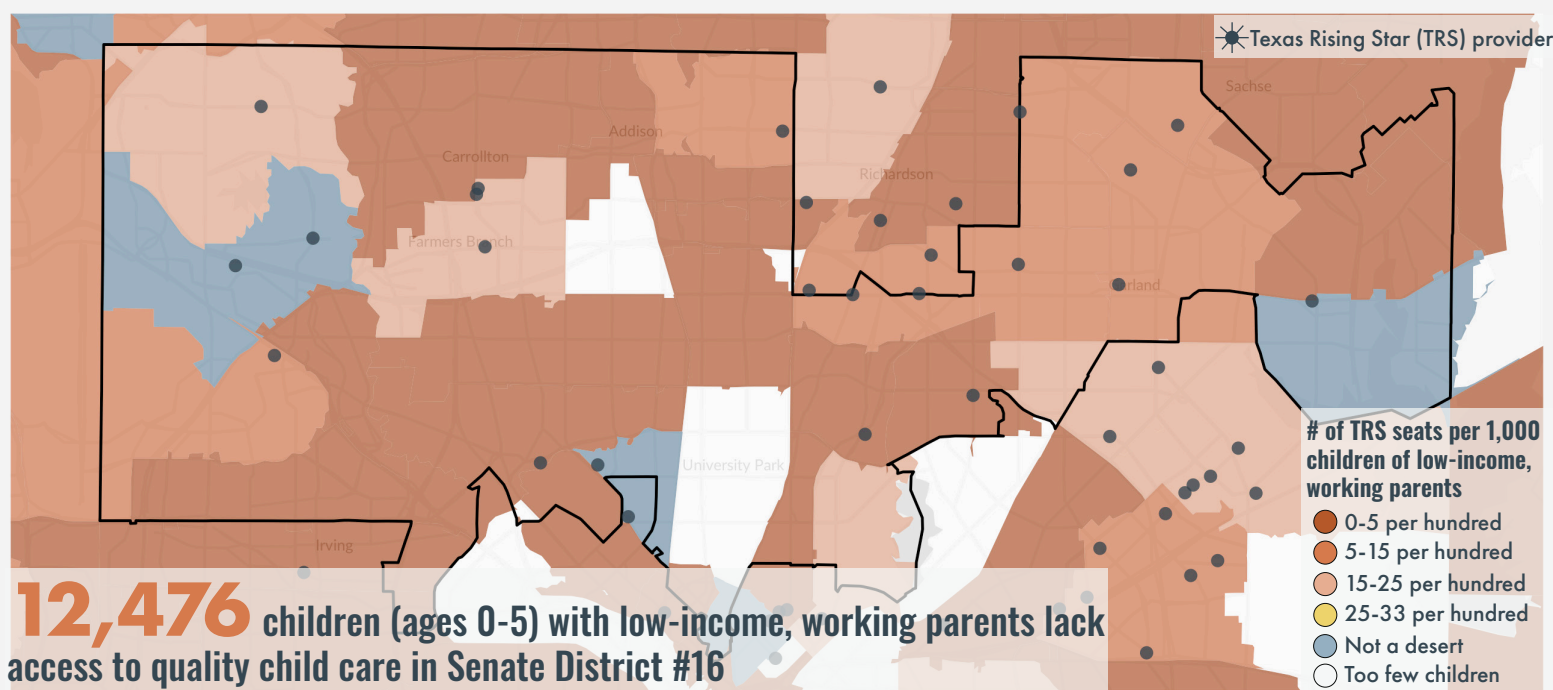 Texas Rising Star (TRS) provider
Sachse
Addison
Carrollton
Richardson
Farmers Branch
Garland
University Park
Irving
# of TRS seats per 1,000
children of low-income,
working parents
0-5 per hundred
5-15 per hundred
15-25 per hundred
25-33 per hundred
Not a desert
Too few children
12,476 children (ages 0-5) with low-income, working parents lack
access to quality child care in Senate District #16